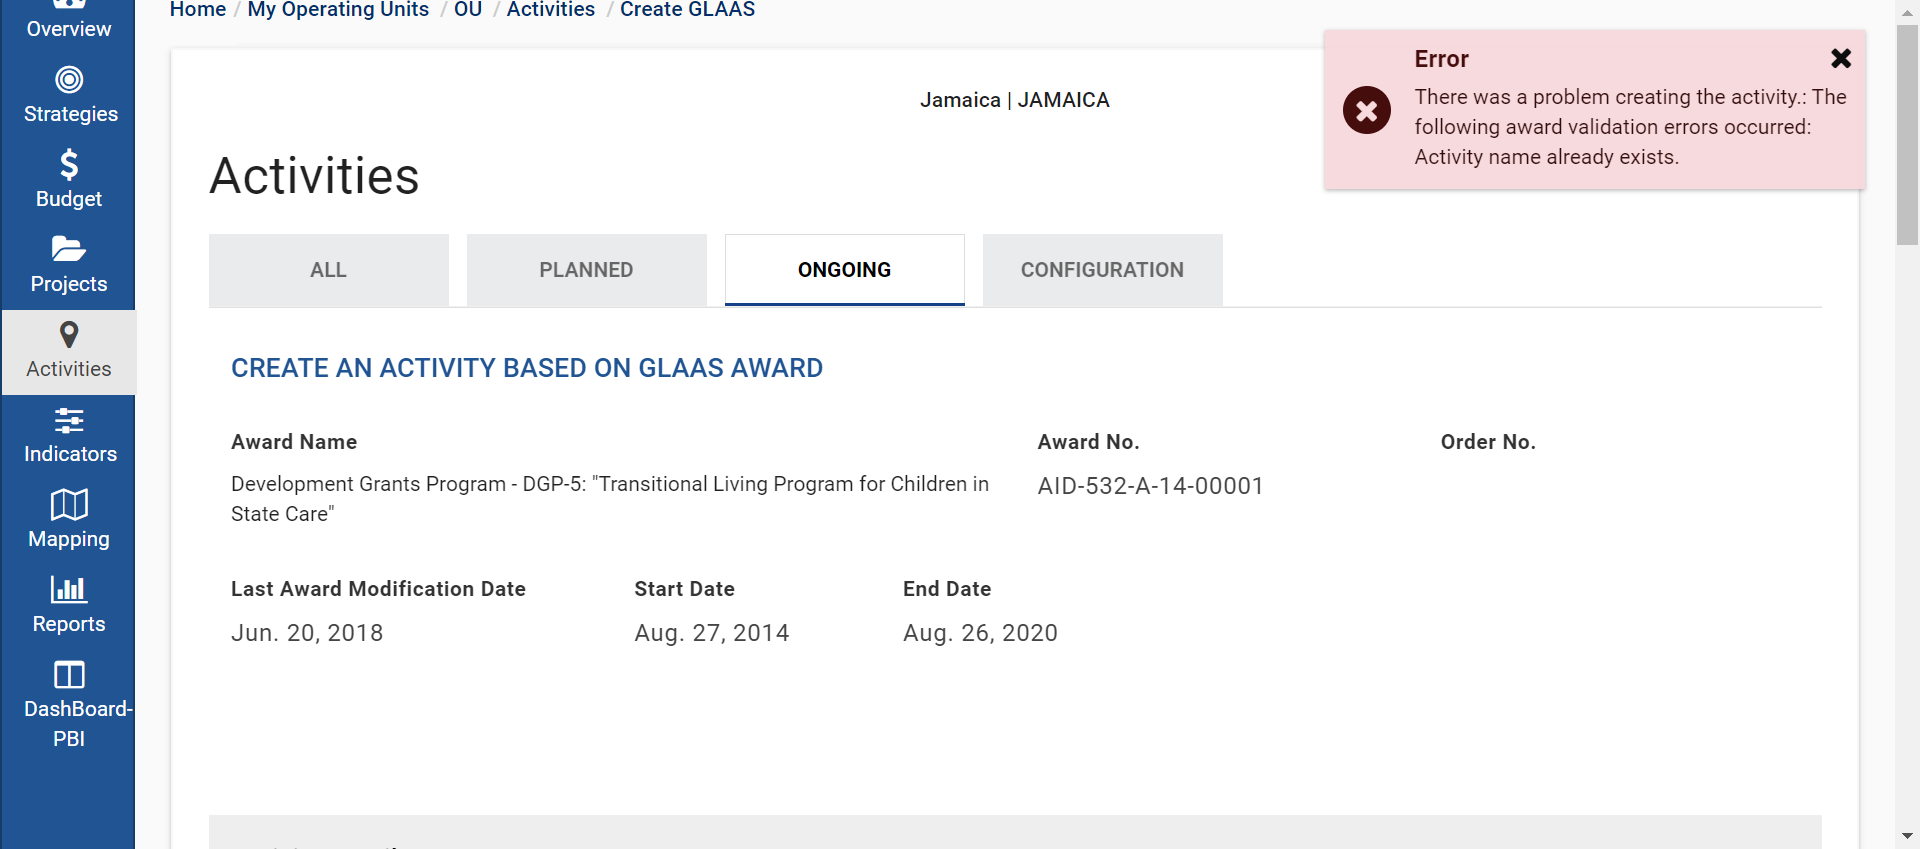 Home / My Operating Units / OU / Activities / Create GLAAS
Overview
Strategies
Budget
Projects
Activities
Indicators
Mapping
Reports
DashBoard-
PBI
Error
There was a problem creating the activity.: The
following award validation errors occurred:
Activity name already exists.
Jamaica | JAMAICA
Activities
ALL
PLANNED
ONGOING
CONFIGURATION
CREATE AN ACTIVITY BASED ON GLAAS AWARD
Award Name
Development Grants Program - DGP-5: "Transitional Living Program for Children in
State Care"
Award No.
AID-532-A-14-00001
Order No.
Last Award Modification Date
Jun. 20, 2018
Start Date
Aug. 27, 2014
End Date
Aug. 26, 2020